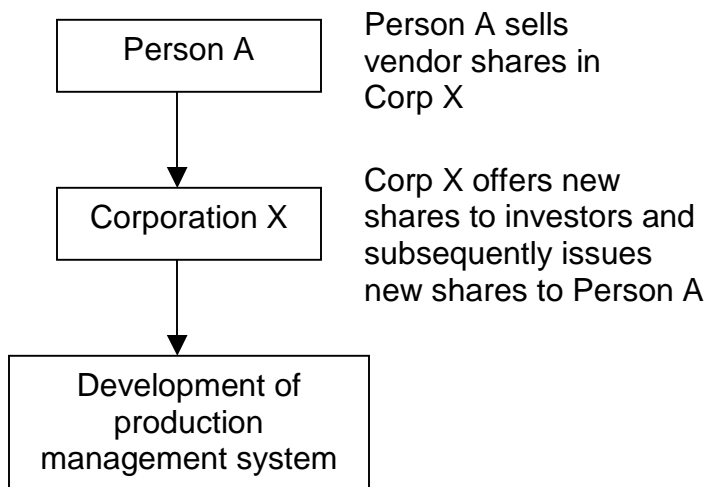 Person A
Person A sells
vendor shares in
Corp X
Corporation X
Corp X offers new
shares to investors and
subsequently issues
new shares to Person A
Development of
production
management system